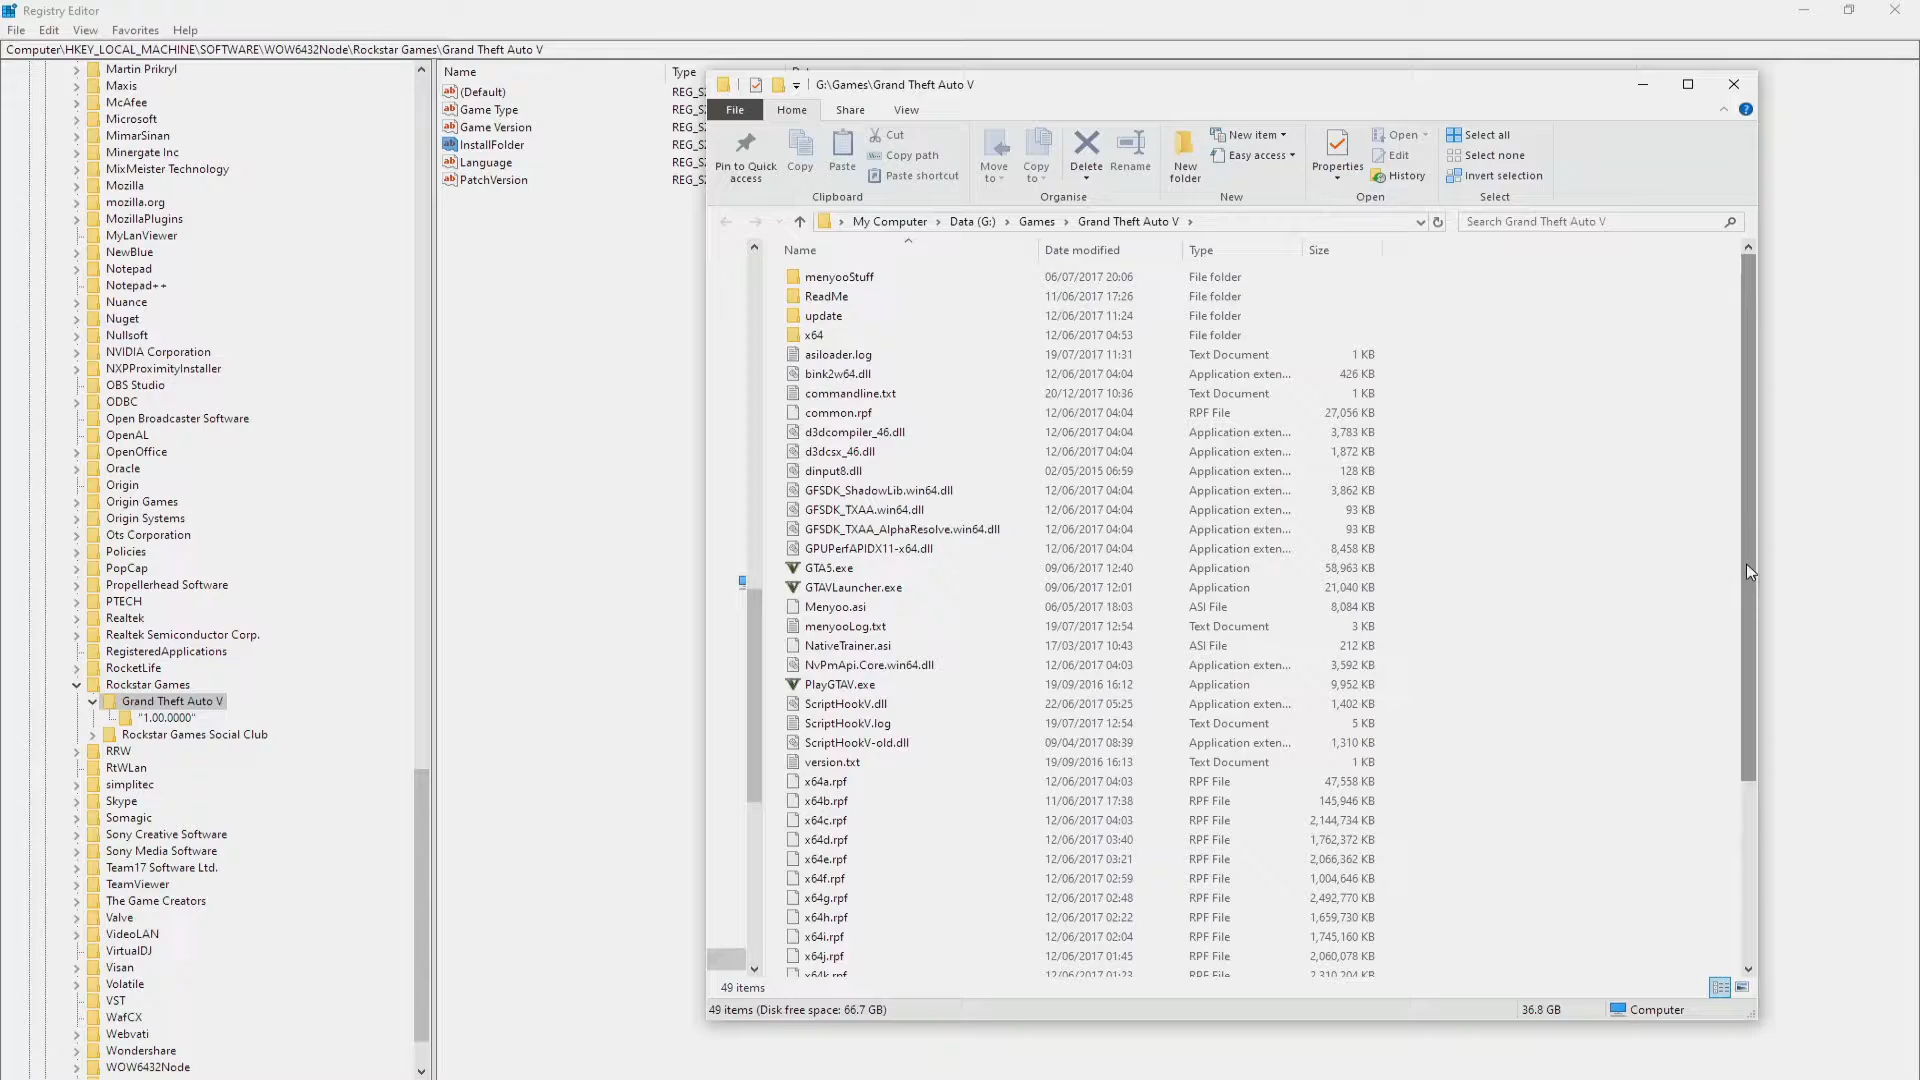 Registry Editor
File Edit View Favorites Help
Computer\HKEY_LOCAL_MACHINE\SOFTWARE\WOW6432Node\Rockstar Games\Grand Theft Auto V
Martin Prikryl
Maxis
McAfee
Microsoft
MimarSinan
Minergate Inc
MixMeister Technology
Mozilla
mozilla.org
MozillaPlugins
MyLanViewer
NewBlue
Notepad
Notepad++
Nuance
Nuget
Nullsoft
NVIDIA Corporation
NXPProximityInstaller
OBS Studio
ODBC
Open Broadcaster Software
OpenAL
OpenOffice
Oracle
Origin
Origin Games
Origin Systems
Ots Corporation
Policies
PopCap
Propellerhead Software
PTECH
Realtek
Realtek Semiconductor Corp.
RegisteredApplications
RocketLife
Rockstar Games
Grand Theft Auto V
"1.00.0000"
Rockstar Games Social Club
RRW
RtWLan
simplitec
Skype
Somagic
Sony Creative Software
Sony Media Software
Team17 Software Ltd.
TeamViewer
The Game Creators
Valve
VideoLAN
VirtualDJ
Visan
Volatile
VST
WafCX
Webvati
Wondershare
WOW6432Node
Name Type
(Default) REG_SZ
Game Type REG_SZ
Game Version REG_SZ
InstallFolder REG_SZ
Language REG_SZ
PatchVersion REG_SZ
G:\Games\Grand Theft Auto V
File Home Share View
Pin to Quick access
Copy
Paste
Cut
Copy path
Paste shortcut
Clipboard
Move to
Copy to
Delete
Rename
Organise
New folder
New item
Easy access
New
Properties
Open
Edit
History
Open
Select all
Select none
Invert selection
Select
My Computer > Data (G:) > Games > Grand Theft Auto V >
Search Grand Theft Auto V
Name Date modified Type Size
menyooStuff 06/07/2017 20:06 File folder
ReadMe 11/06/2017 17:26 File folder
update 12/06/2017 11:24 File folder
x64 12/06/2017 04:53 File folder
asiloader.log 19/07/2017 11:31 Text Document 1 KB
bink2w64.dll 12/06/2017 04:04 Application exten... 426 KB
commandline.txt 20/12/2017 10:36 Text Document 1 KB
common.rpf 12/06/2017 04:04 RPF File 27,056 KB
d3dcompiler_46.dll 12/06/2017 04:04 Application exten... 3,783 KB
d3dcsx_46.dll 12/06/2017 04:04 Application exten... 1,872 KB
dinput8.dll 02/05/2015 06:59 Application exten... 128 KB
GFSDK_ShadowLib.win64.dll 12/06/2017 04:04 Application exten... 3,862 KB
GFSDK_TXAA.win64.dll 12/06/2017 04:04 Application exten... 93 KB
GFSDK_TXAA_AlphaResolve.win64.dll 12/06/2017 04:04 Application exten... 93 KB
GPUPerfAPIDX11-x64.dll 12/06/2017 04:04 Application exten... 8,458 KB
GTA5.exe 09/06/2017 12:40 Application 58,963 KB
GTAVLauncher.exe 09/06/2017 12:01 Application 21,040 KB
Menyoo.asi 06/05/2017 18:03 ASI File 8,084 KB
menyooLog.txt 19/07/2017 12:54 Text Document 3 KB
NativeTrainer.asi 17/03/2017 10:43 ASI File 212 KB
NvPmApi.Core.win64.dll 12/06/2017 04:03 Application exten... 3,592 KB
PlayGTAV.exe 19/09/2016 16:12 Application 9,952 KB
ScriptHookV.dll 22/06/2017 05:25 Application exten... 1,402 KB
ScriptHookV.log 19/07/2017 12:54 Text Document 5 KB
ScriptHookV-old.dll 09/04/2017 08:39 Application exten... 1,310 KB
version.txt 19/09/2016 16:13 Text Document 1 KB
x64a.rpf 12/06/2017 04:03 RPF File 47,558 KB
x64b.rpf 11/06/2017 17:38 RPF File 145,946 KB
x64c.rpf 12/06/2017 04:03 RPF File 2,144,734 KB
x64d.rpf 12/06/2017 03:40 RPF File 1,762,372 KB
x64e.rpf 12/06/2017 03:21 RPF File 2,066,362 KB
x64f.rpf 12/06/2017 02:59 RPF File 1,004,646 KB
x64g.rpf 12/06/2017 02:48 RPF File 2,492,770 KB
x64h.rpf 12/06/2017 02:22 RPF File 1,659,730 KB
x64i.rpf 12/06/2017 02:04 RPF File 1,745,160 KB
x64j.rpf 12/06/2017 01:45 RPF File 2,060,078 KB
x64k.rpf 12/06/2017 01:23 RPF File 2,310,204 KB
49 items
49 items (Disk free space: 66.7 GB) 36.8 GB Computer